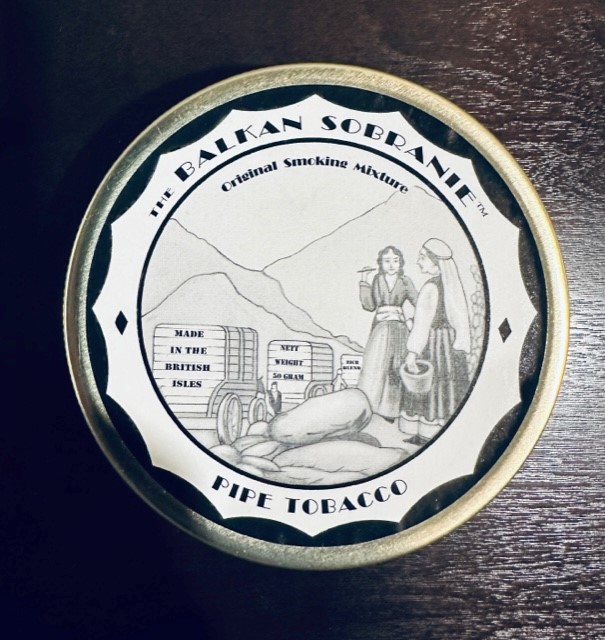 THE BALKAN SOBRANIE™
Original Smoking Mixture
MADE
IN THE
BRITISH
ISLES
NETT
WEIGHT
50 GRAM
PIPE TOBACCO